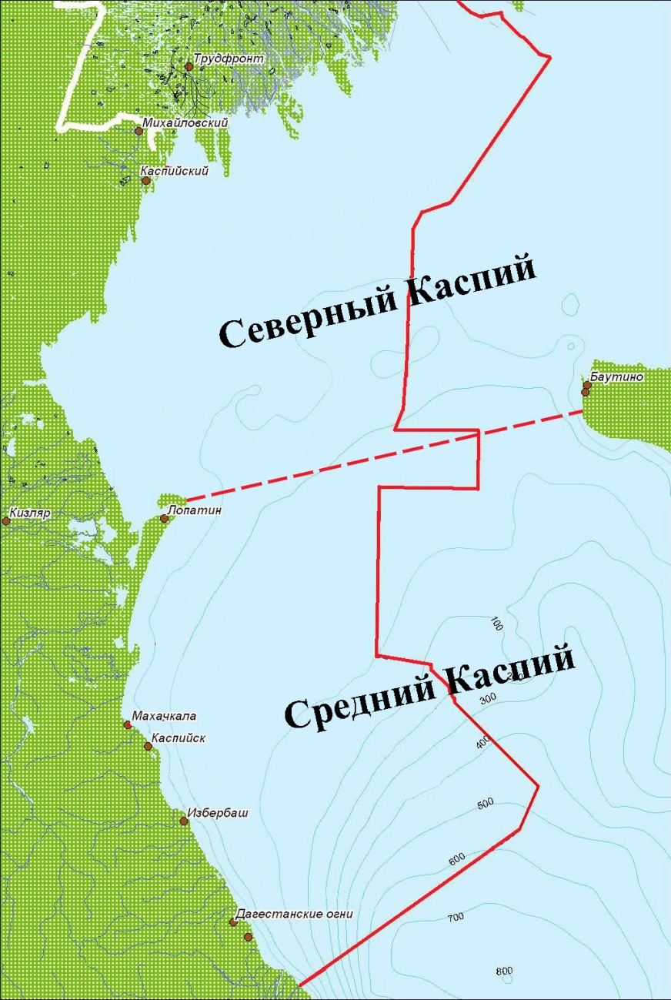 Трудфронт
Михайловский
Каспийский
Северный Каспий
Баутино
Лопатин
Кизляр
100
Средний Каспий
300
Махачкала
400
Каспийск
500
Избербаш
600
Дагестанские огни
700
800